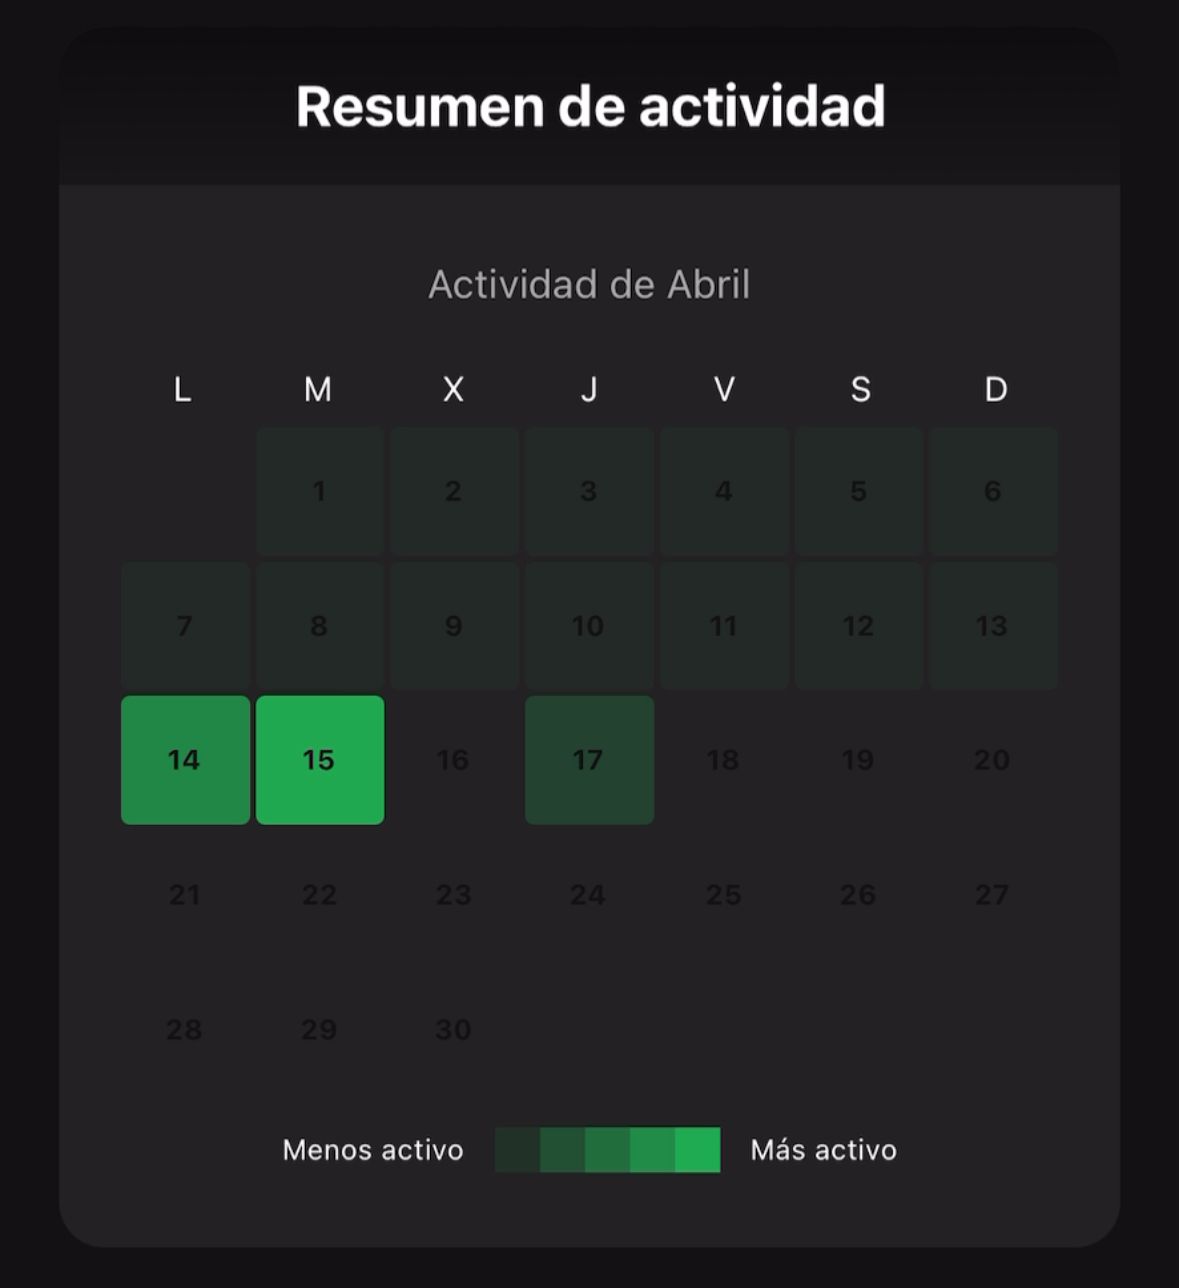 Resumen de actividad
Actividad de Abril
L M X J V S D
1 2 3 4 5 6
7 8 9 10 11 12 13
14 15 16 17 18 19 20
21 22 23 24 25 26 27
28 29 30
Menos activo Más activo